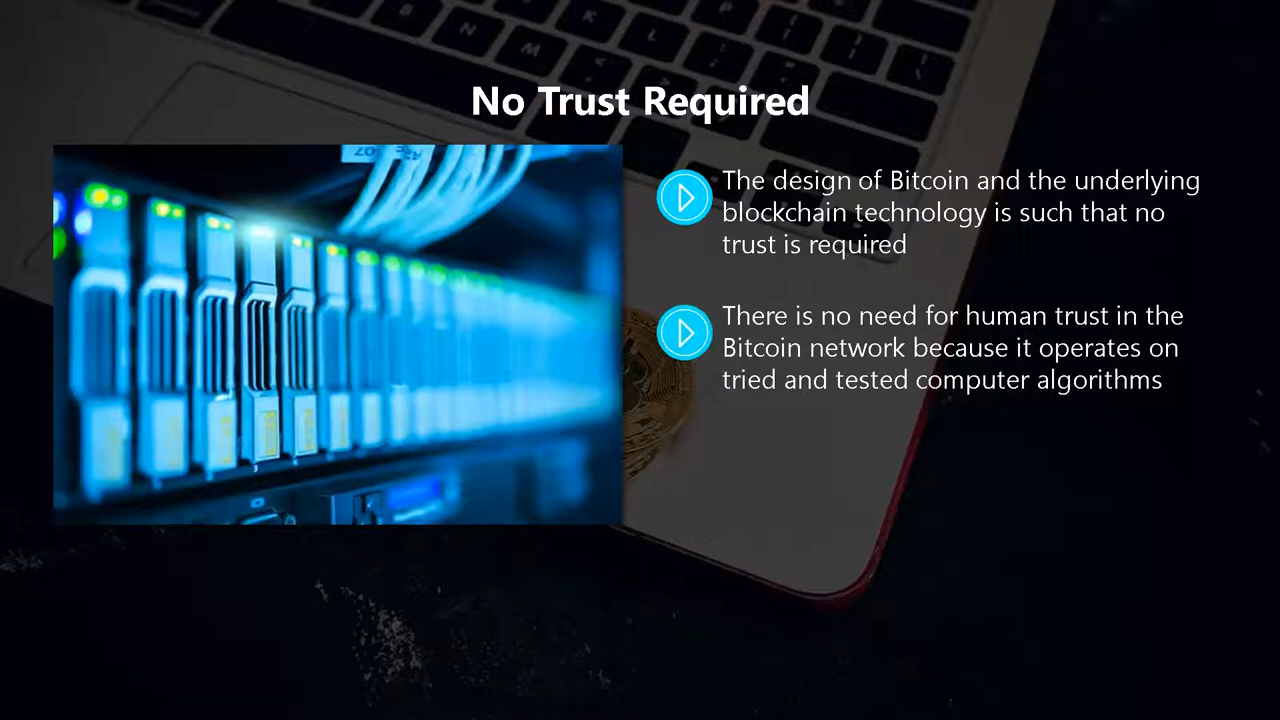 No Trust Required
The design of Bitcoin and the underlying
blockchain technology is such that no
trust is required
There is no need for human trust in the
Bitcoin network because it operates on
tried and tested computer algorithms